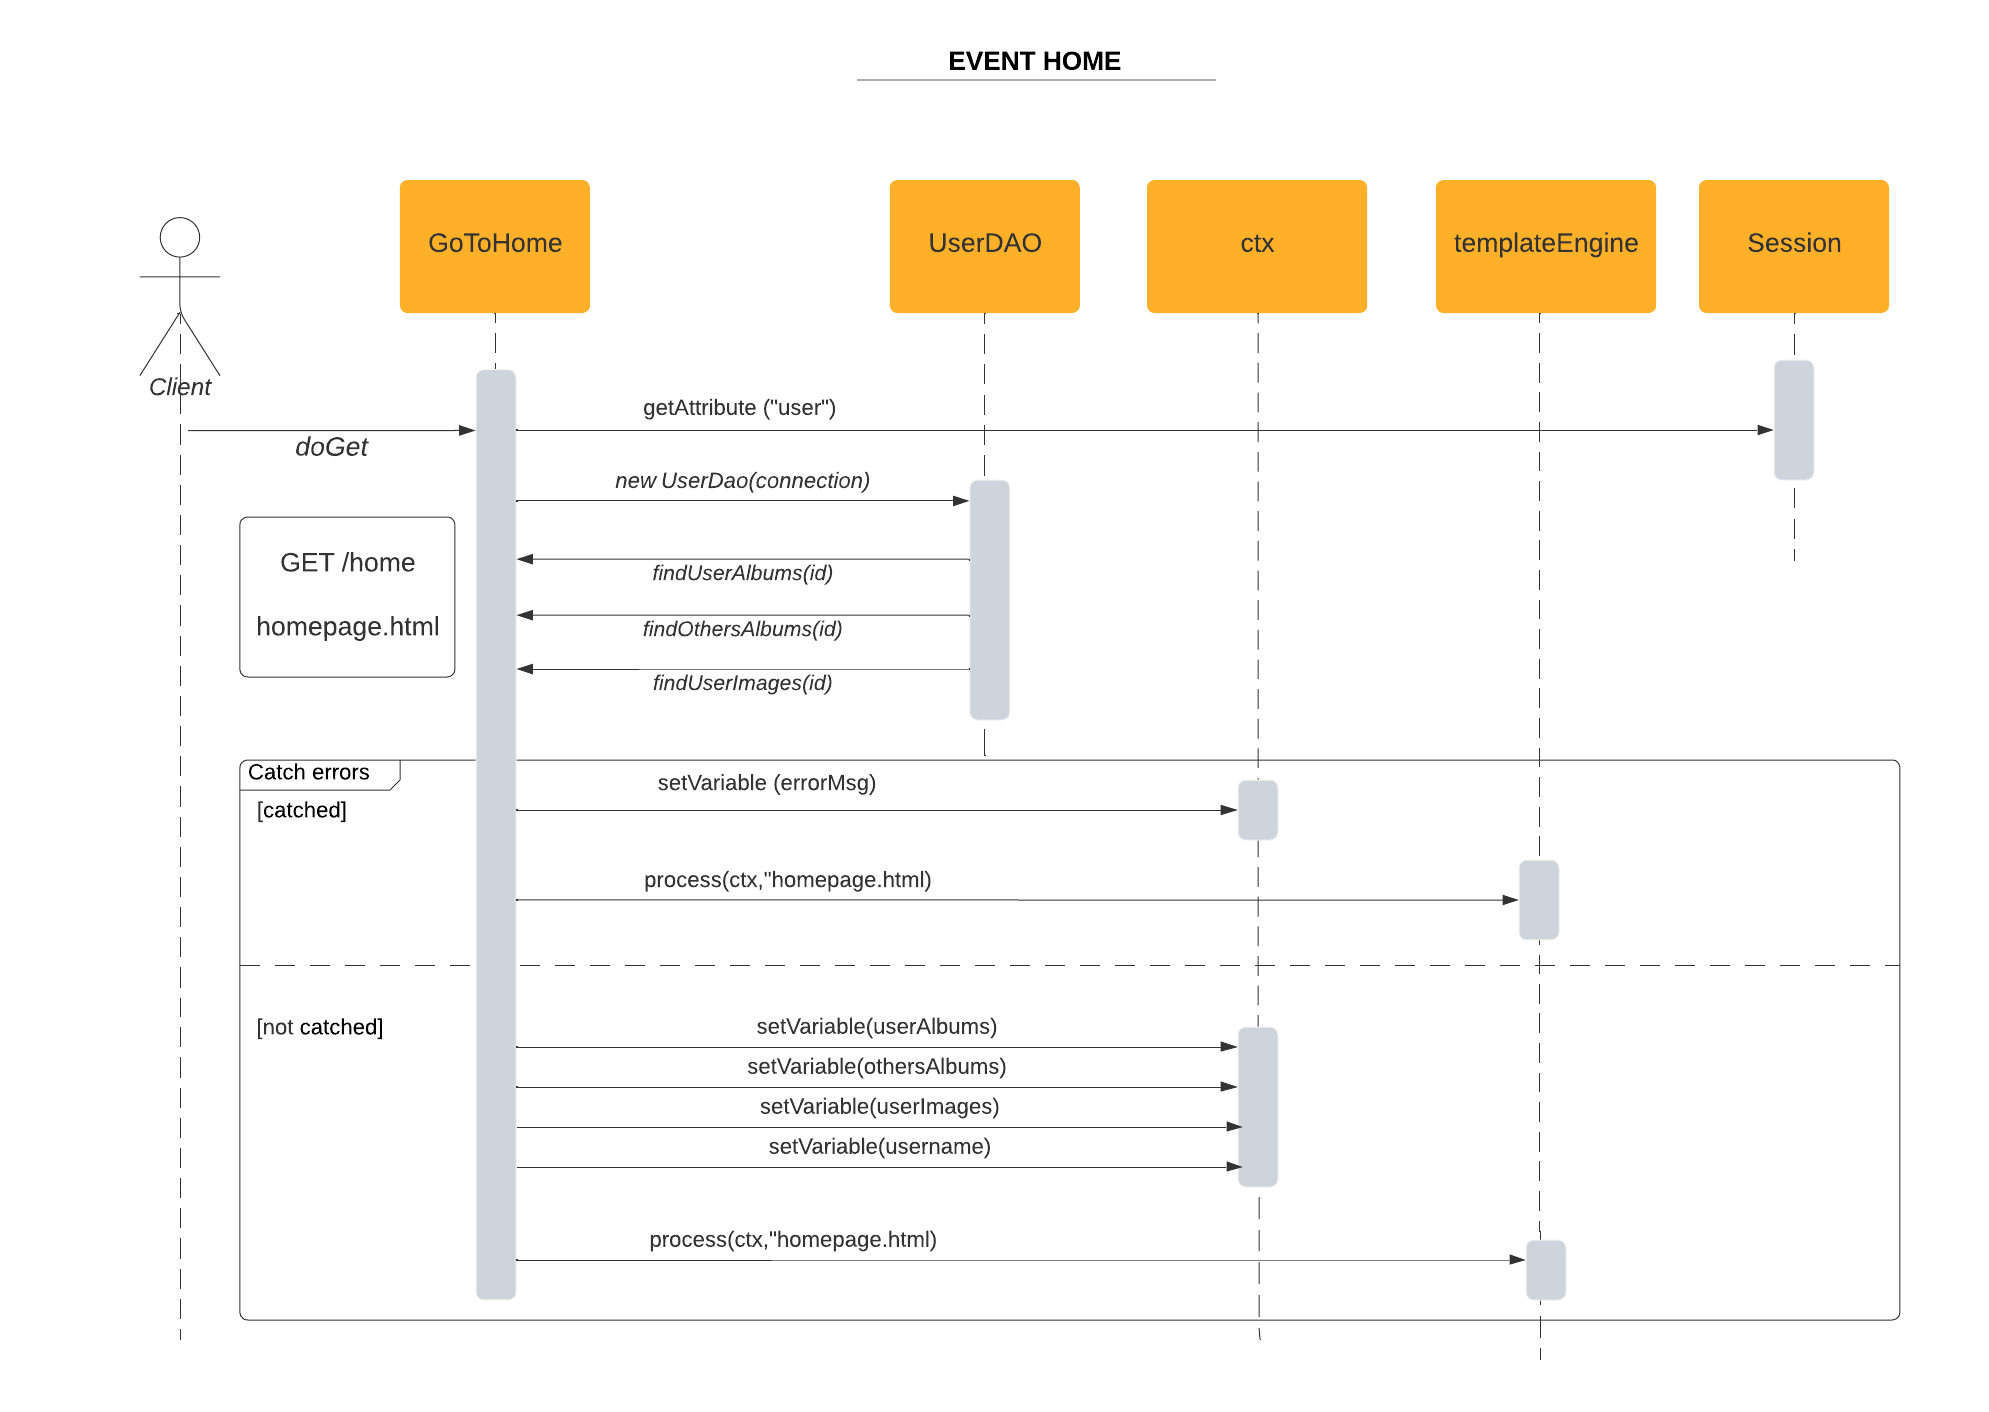 EVENT HOME
GoToHome
UserDAO
ctx
templateEngine
Session
Client
getAttribute ("user")
doGet
new UserDao(connection)
GET /home
homepage.html
findUserAlbums(id)
findOthersAlbums(id)
findUserImages(id)
Catch errors
[catched]
setVariable (errorMsg)
process(ctx,"homepage.html)
[not catched]
setVariable(userAlbums)
setVariable(othersAlbums)
setVariable(userImages)
setVariable(username)
process(ctx,"homepage.html)